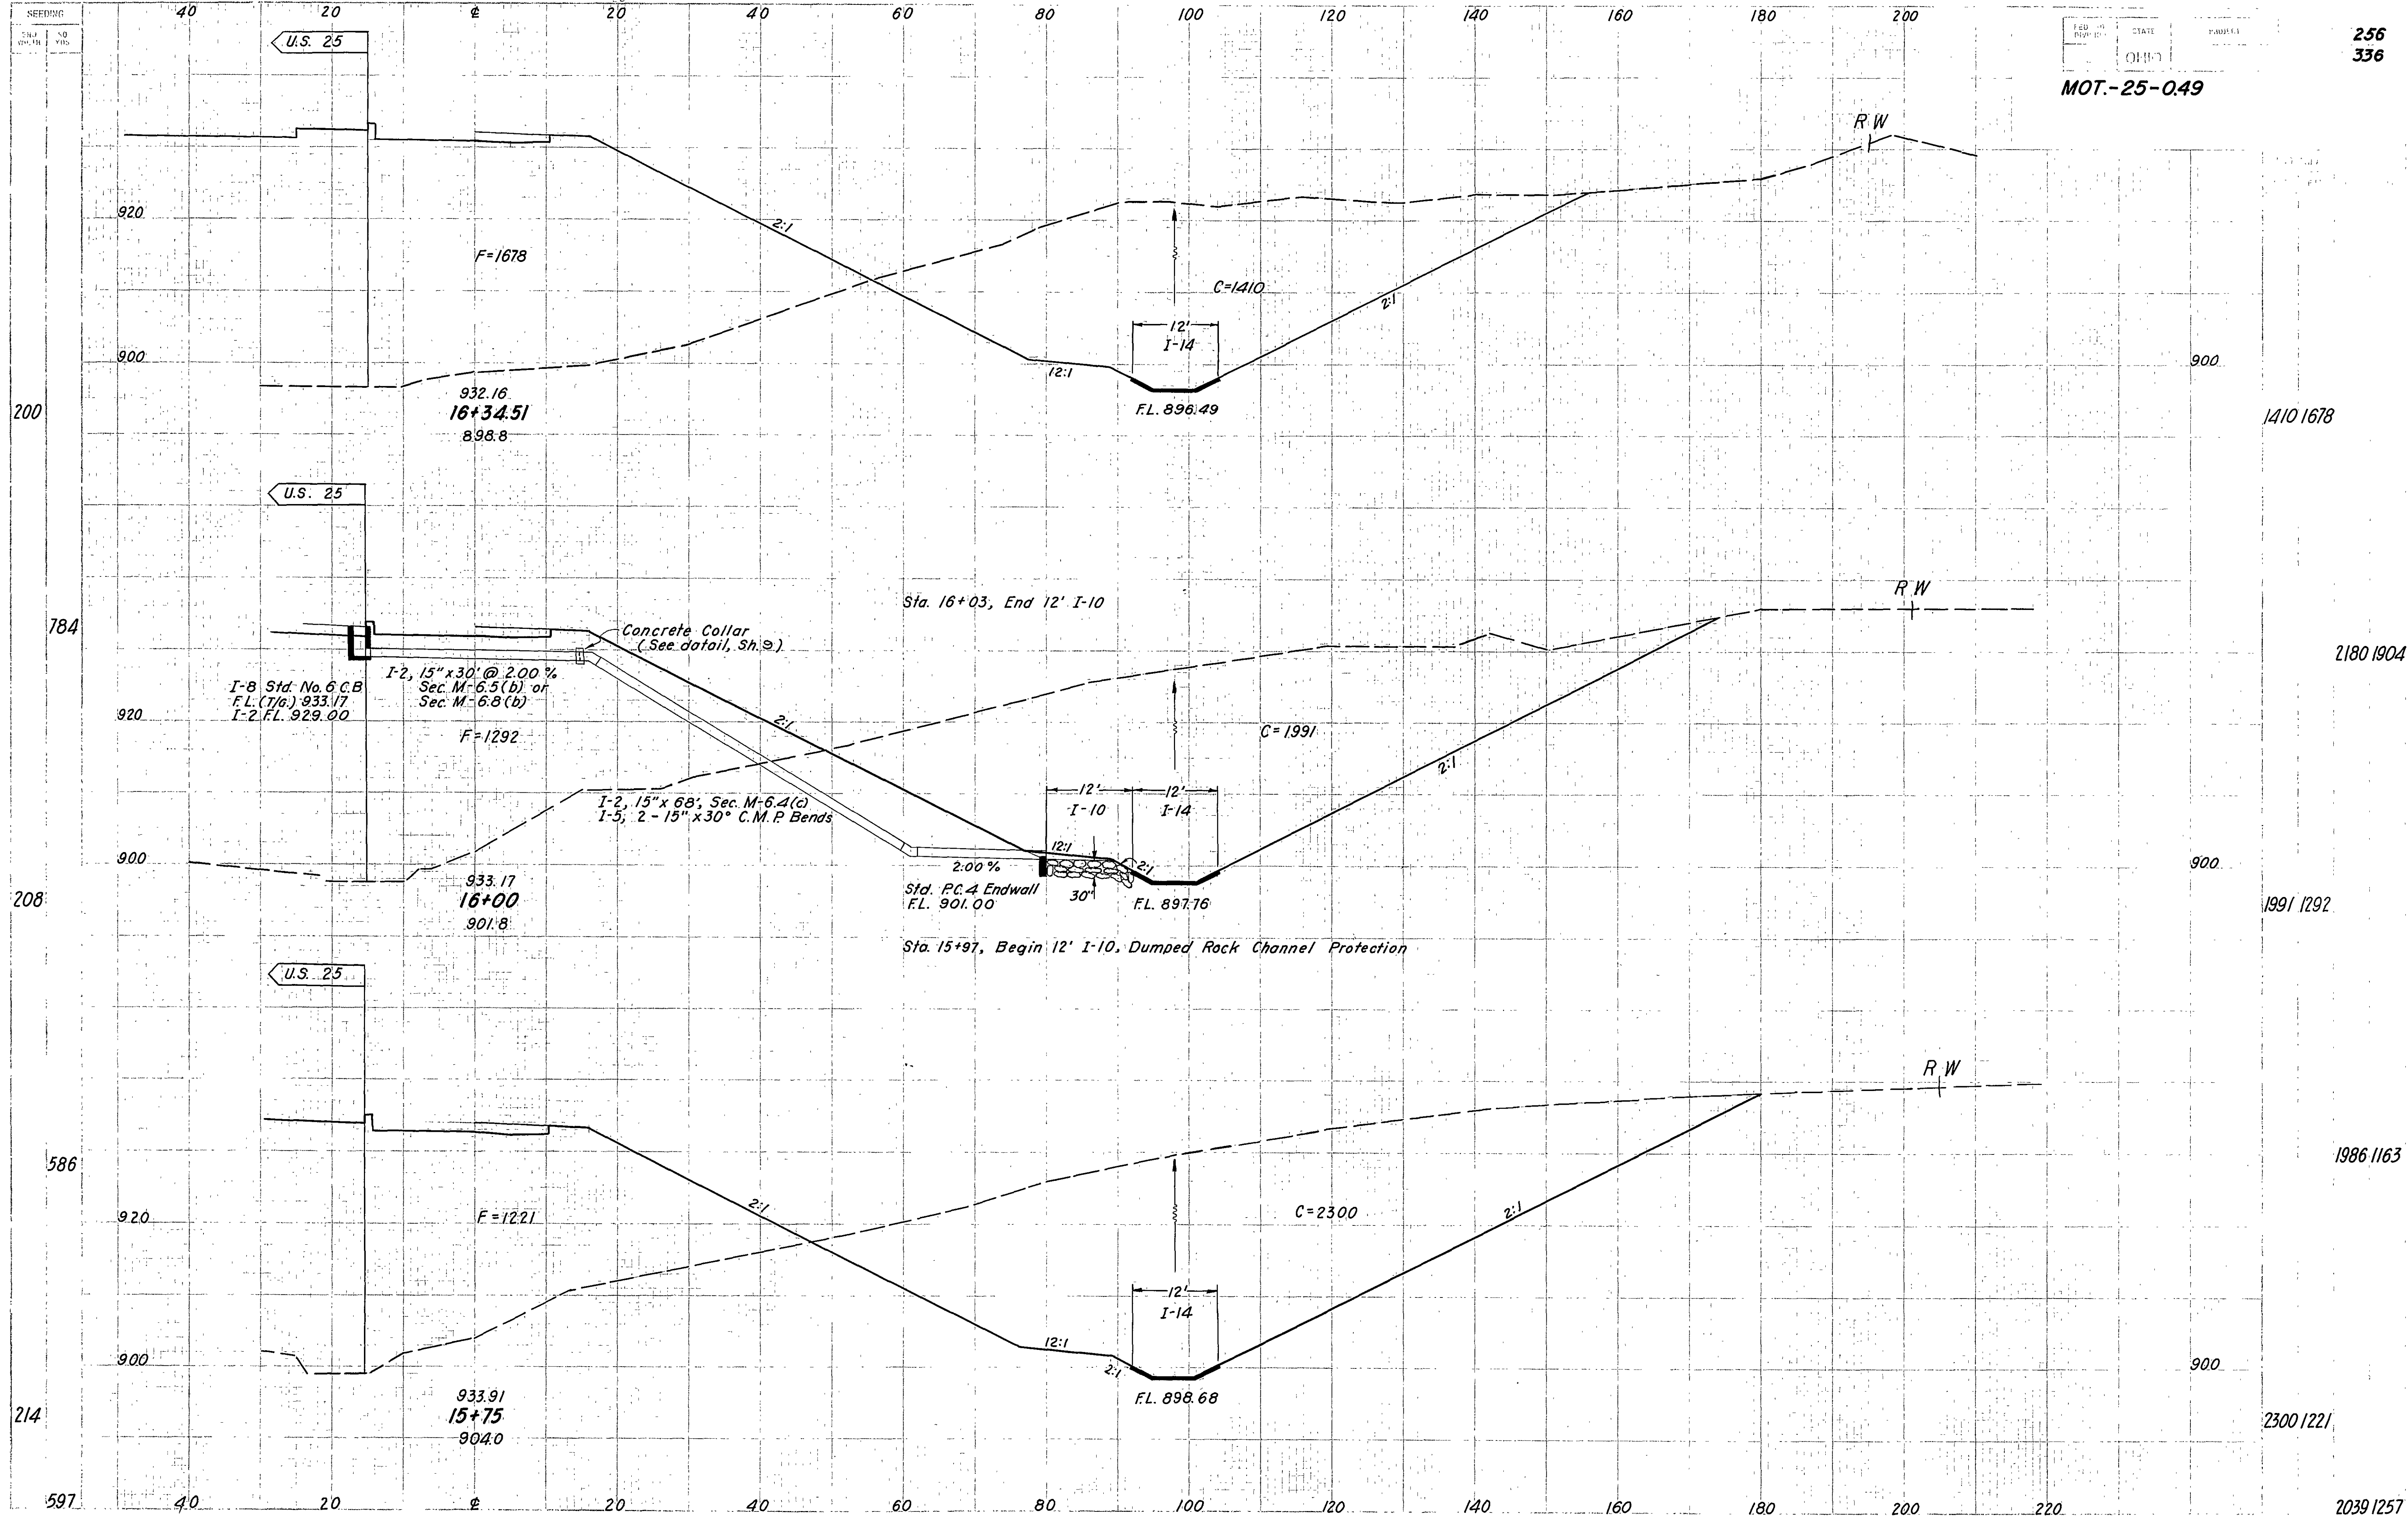 SEEDING
40 20 ℄ 20 40 60 80 100 120 140 160 180 200
STATE PROJECT
OHIO
256
336
MOT.-25-0.49
U.S. 25
R W
920
2:1
F=1678
C=1410
2:1
12'
I-14
900
12:1
900
932.16
16+34.51
898.8
F.L. 896.49
200
1410 1678
U.S. 25
R W
Sta. 16+03, End 12' I-10
784
Concrete Collar
(See datail, Sh.9)
2180 1904
I-2, 15" x 30' @ 2.00 %
Sec. M-6.5(b) or
Sec. M-6.8(b)
I-8 Std. No. 6 C.B.
F.L. (T/G.) 933.17
I-2 F.L. 929.00
920
2:1
F=1292
C=1991
2:1
12' 12'
I-10 I-14
I-2, 15" x 68', Sec. M-6.4(c)
I-5, 2 - 15" x 30° C.M.P. Bends
900
12:1
2:1
900
2.00 %
Std. P.C. 4 Endwall
F.L. 901.00
30"
F.L. 897.76
933.17
16+00
901.8
208
1991 1292
Sta. 15+97, Begin 12' I-10, Dumped Rock Channel Protection
U.S. 25
R W
586
1986 1163
920
2:1
F=1221
C=2300
2:1
12'
I-14
900
12:1
2:1
900
933.91
15+75
904.0
F.L. 898.68
214
2300 1221
597
40 20 ℄ 20 40 60 80 100 120 140 160 180 200 220
2039 1257